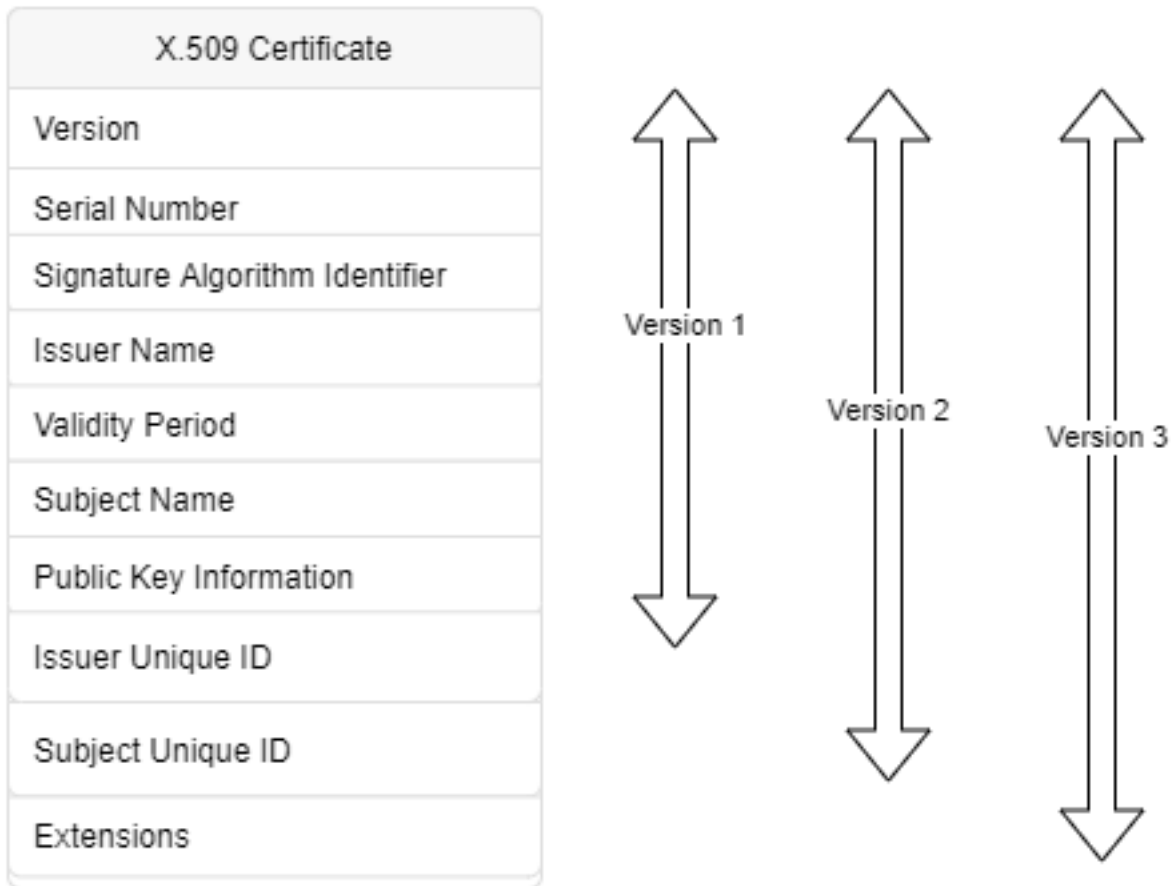 X.509 Certificate
Version
Serial Number
Signature Algorithm Identifier
Issuer Name
Validity Period
Subject Name
Public Key Information
Issuer Unique ID
Subject Unique ID
Extensions
Version 1
Version 2
Version 3